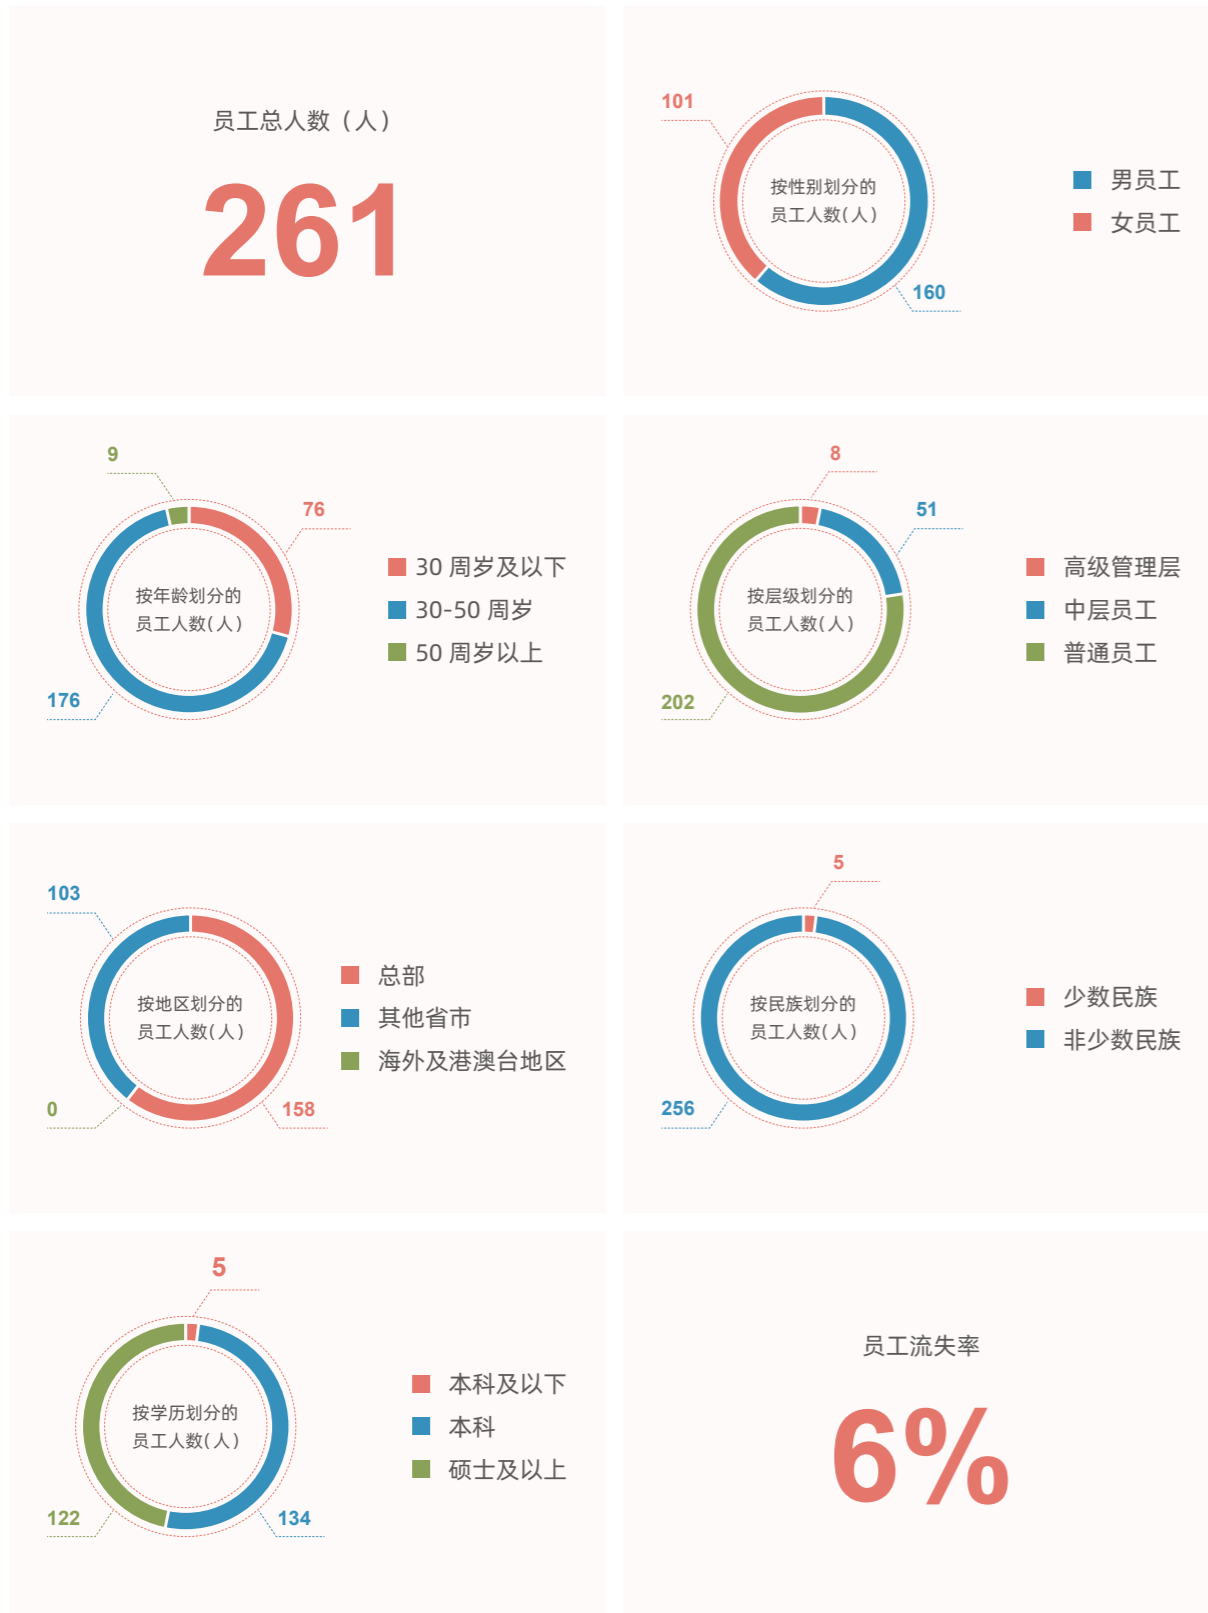 员工总人数（人）
261
101
按性别划分的
员工人数(人)
160
男员工
女员工
9
76
按年龄划分的
员工人数(人)
176
30 周岁及以下
30-50 周岁
50 周岁以上
8
51
按层级划分的
员工人数(人)
202
高级管理层
中层员工
普通员工
103
按地区划分的
员工人数(人)
0
158
总部
其他省市
海外及港澳台地区
5
按民族划分的
员工人数(人)
256
少数民族
非少数民族
5
按学历划分的
员工人数(人)
122
134
本科及以下
本科
硕士及以上
员工流失率
6%